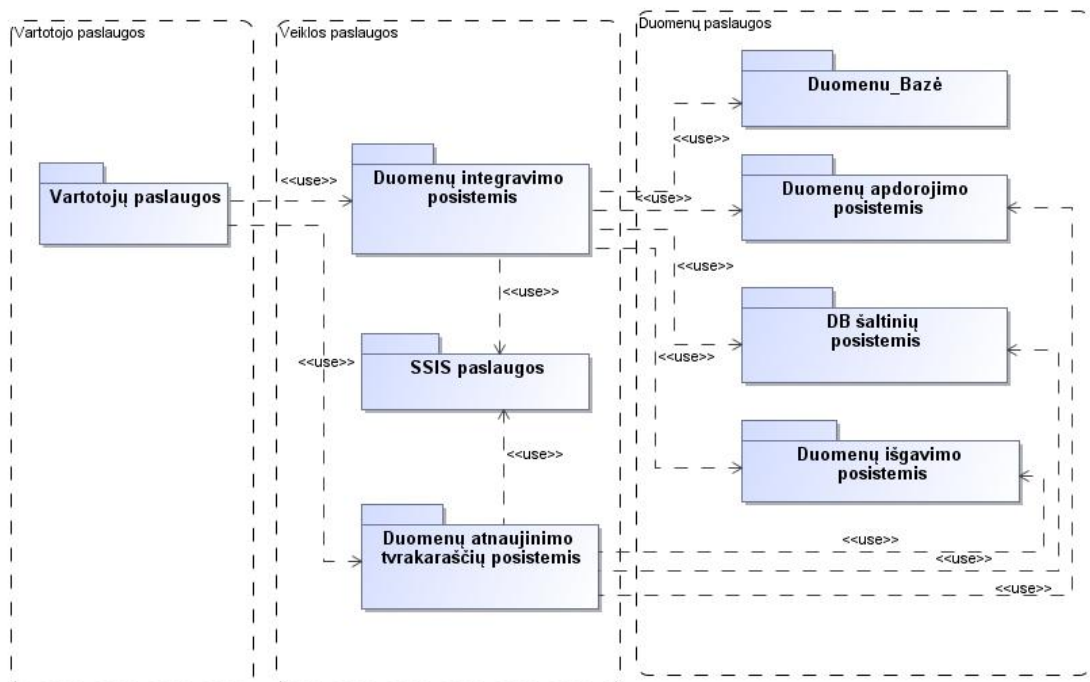 Vartotojo paslaugos
Veiklos paslaugos
Duomenų paslaugos
Vartotojų paslaugos
<<use>>
<<use>>
Duomenų integravimo
posistemis
<<use>>
SSIS paslaugos
<<use>>
Duomenų atnaujinimo
tvrakaraščių posistemis
<<use>>
<<use>>
<<use>>
<<use>>
Duomenu_Bazė
Duomenų apdorojimo
posistemis
DB šaltinių
posistemis
Duomenų išgavimo
posistemis
<<use>>
<<use>>
<<use>>